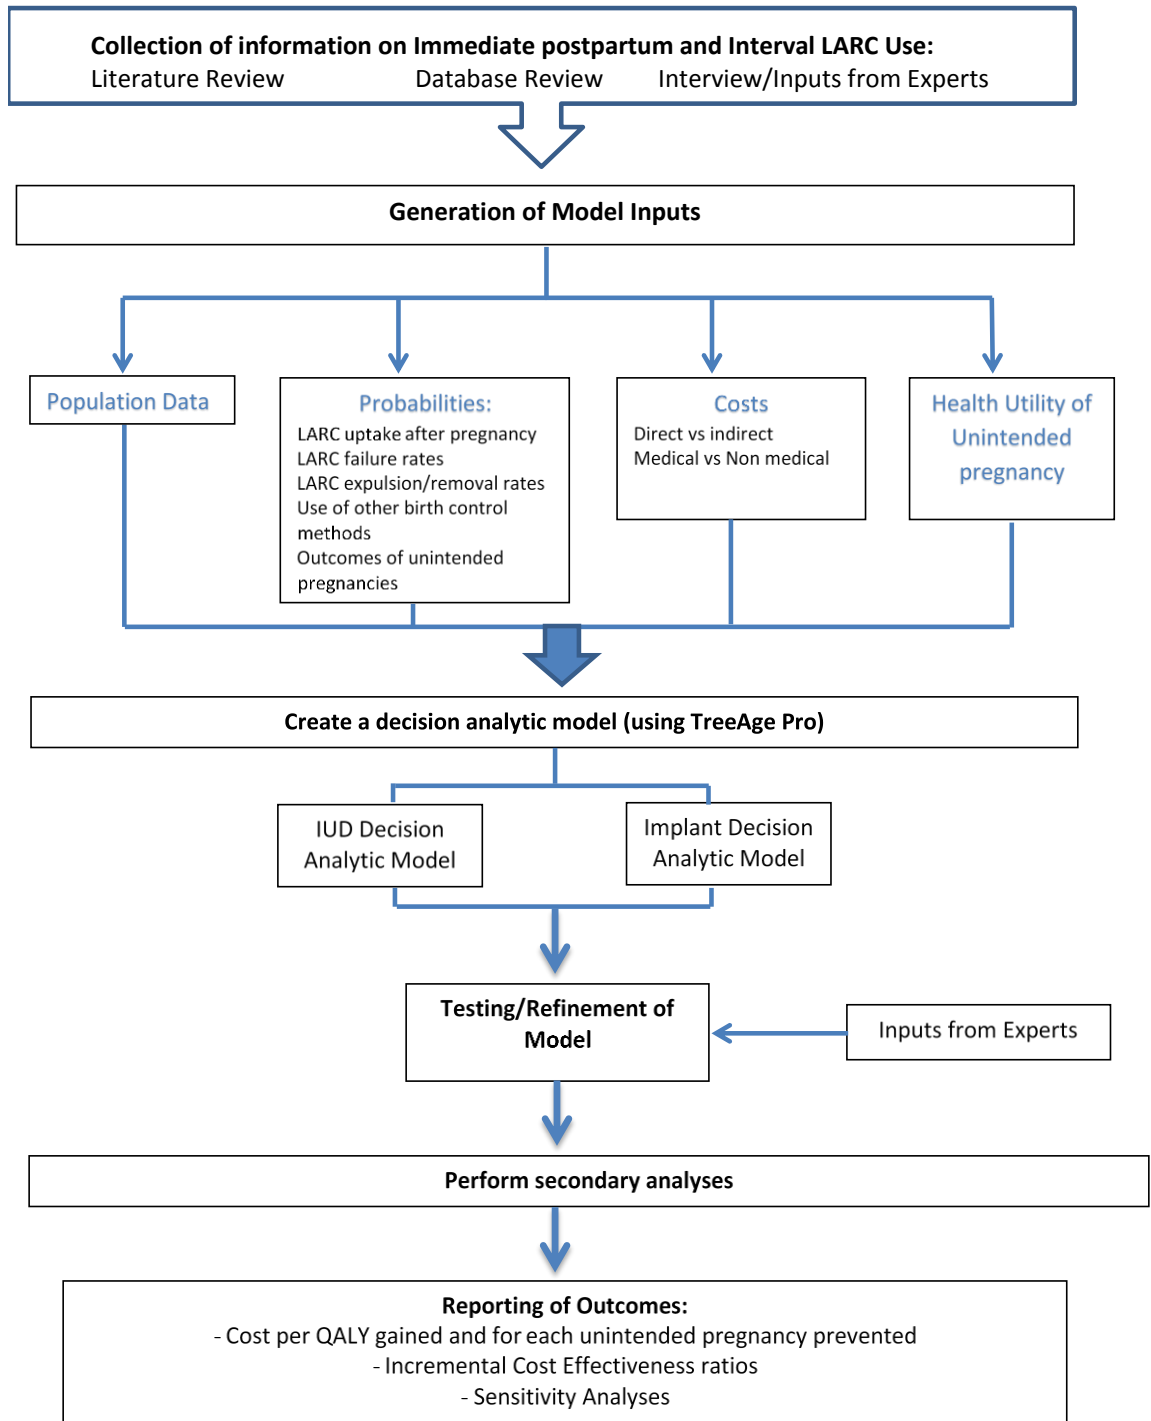 Collection of information on Immediate postpartum and Interval LARC Use:
Literature Review Database Review Interview/Inputs from Experts
Generation of Model Inputs
Population Data
Probabilities:
LARC uptake after pregnancy
LARC failure rates
LARC expulsion/removal rates
Use of other birth control
methods
Outcomes of unintended
pregnancies
Costs
Direct vs indirect
Medical vs Non medical
Health Utility of
Unintended
pregnancy
Create a decision analytic model (using TreeAge Pro)
IUD Decision
Analytic Model
Implant Decision
Analytic Model
Testing/Refinement of
Model
Inputs from Experts
Perform secondary analyses
Reporting of Outcomes:
- Cost per QALY gained and for each unintended pregnancy prevented
- Incremental Cost Effectiveness ratios
- Sensitivity Analyses